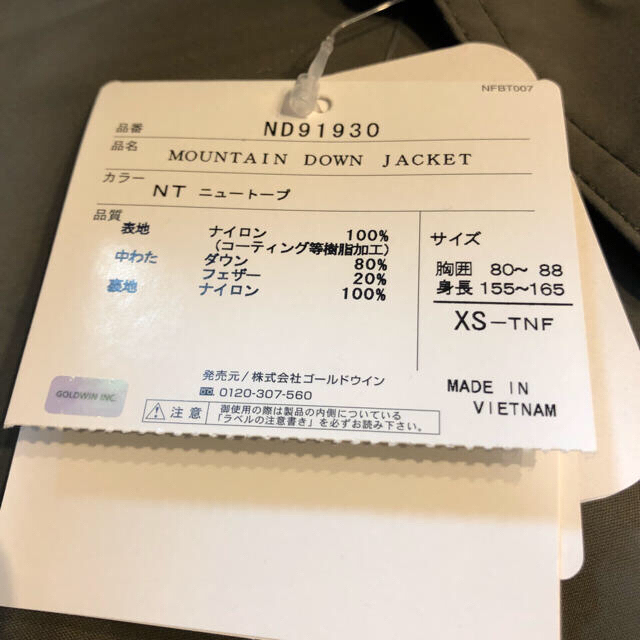 NFBT007
品番 ND91930
品名 MOUNTAIN DOWN JACKET
カラー NT ニュートープ
品質
表地 ナイロン 100%
(コーティング等樹脂加工)
中わた ダウン 80%
フェザー 20%
裏地 ナイロン 100%
サイズ
胸囲 80〜 88
身長 155〜165
XS-TNF
発売元/株式会社ゴールドウイン
0120-307-560
GOLDWIN INC.
注意 御使用の際は製品の内側についている
「ラベルの注意書き」を必ずお読み下さい。
MADE IN
VIETNAM